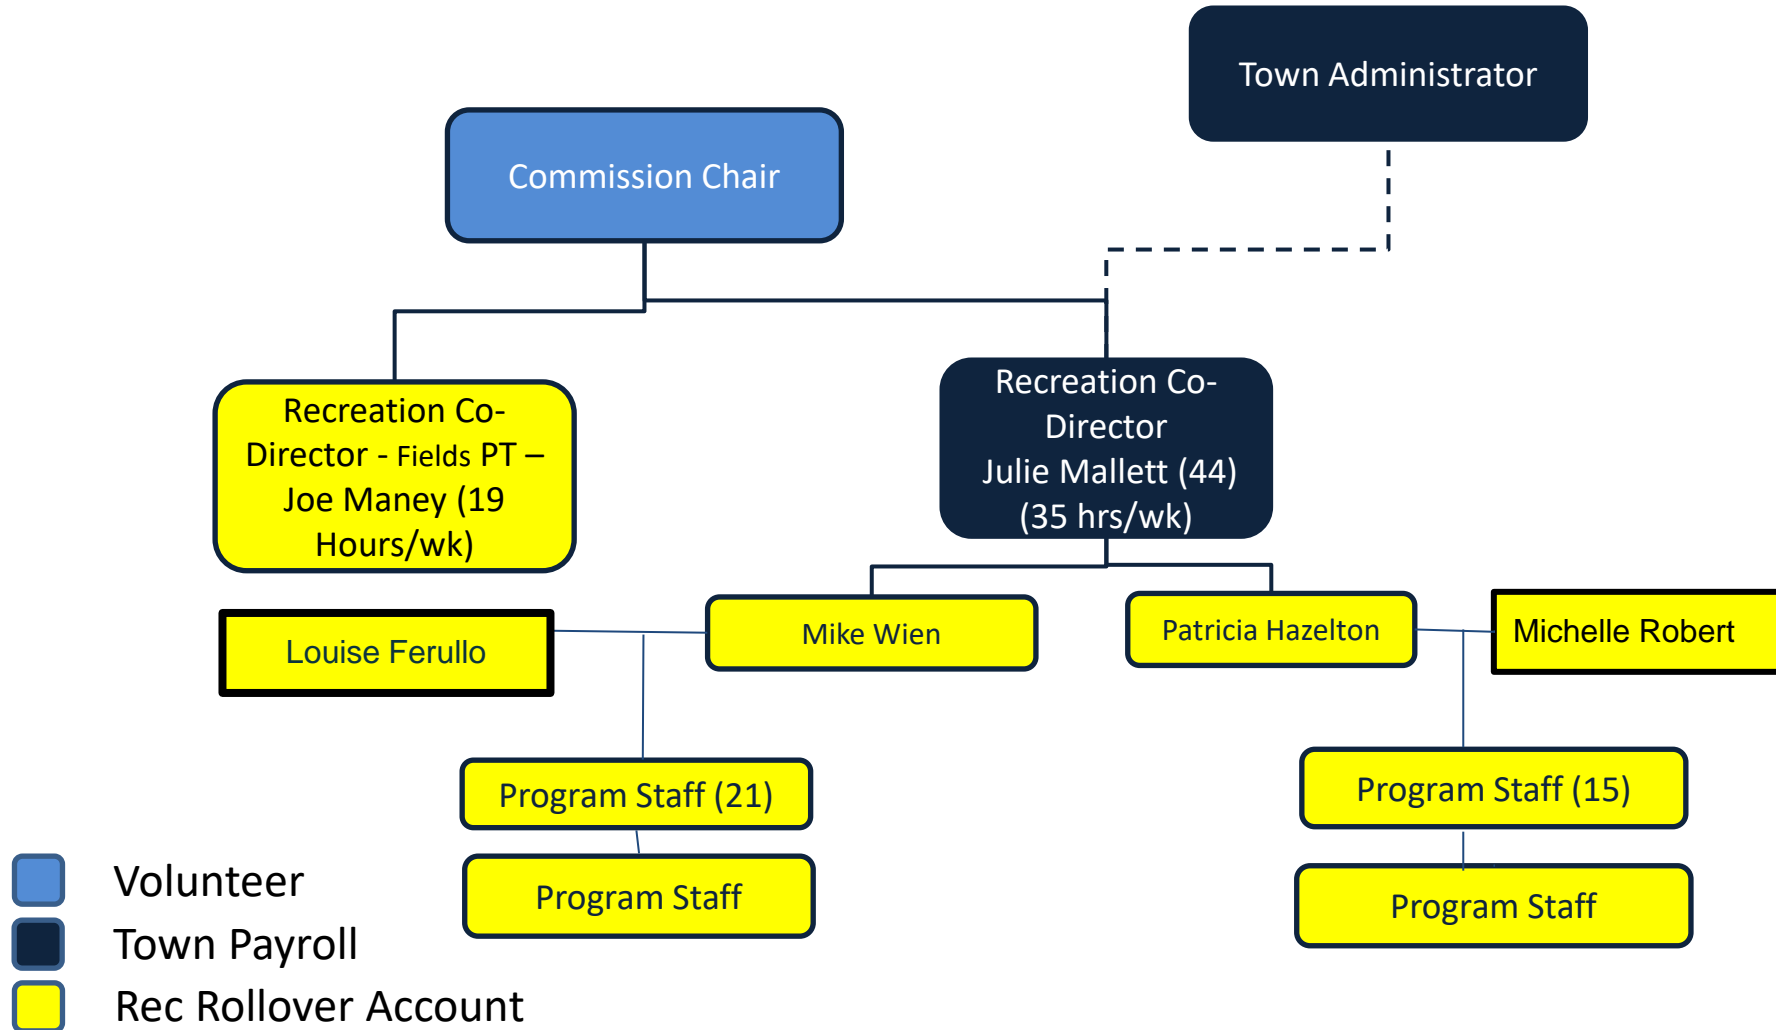 Town Administrator
Commission Chair
Recreation Co-
Director - Fields PT –
Joe Maney (19
Hours/wk)
Recreation Co-
Director
Julie Mallett (44)
(35 hrs/wk)
Louise Ferullo
Mike Wien
Patricia Hazelton
Michelle Robert
Program Staff (21)
Program Staff (15)
Program Staff
Program Staff
Volunteer
Town Payroll
Rec Rollover Account